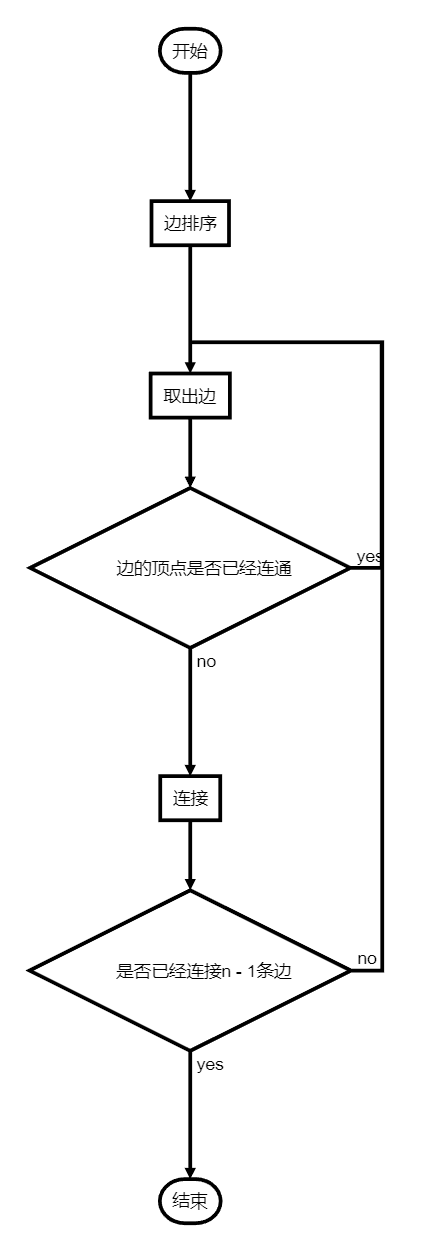 开始
边排序
取出边
边的顶点是否已经连通
yes
no
连接
是否已经连接n - 1条边
no
yes
结束